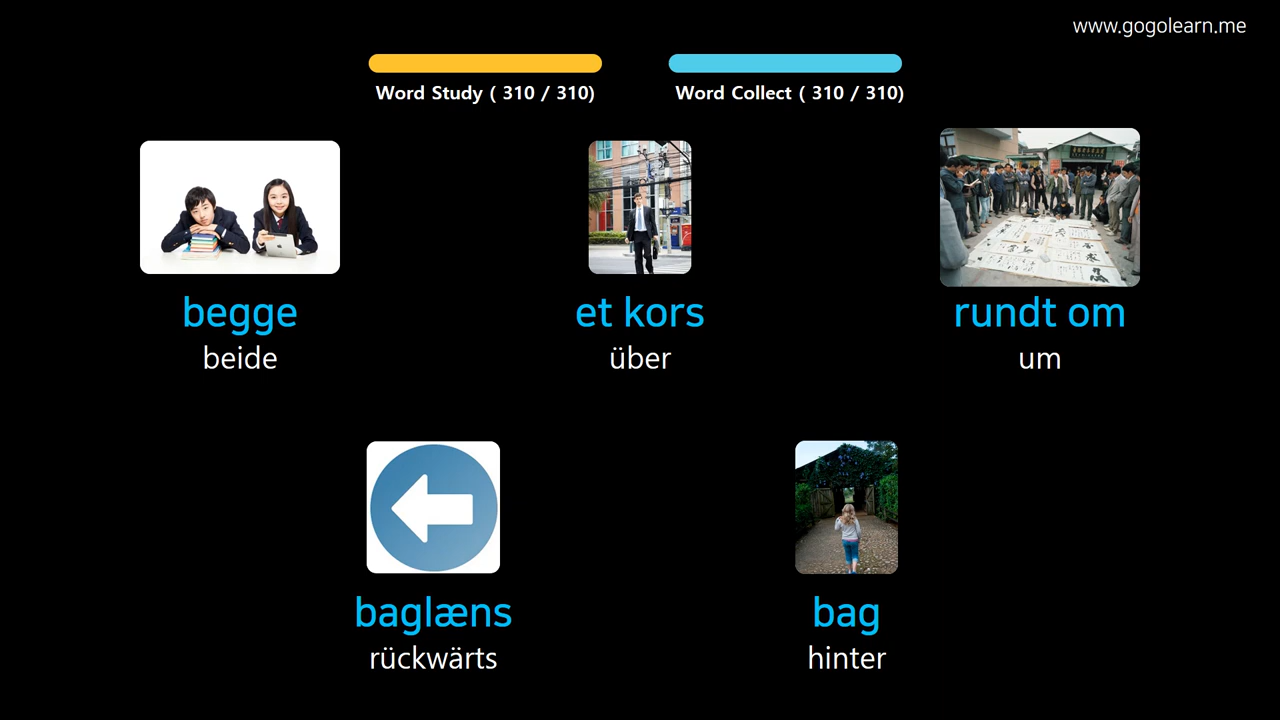 www.gogolearn.me
Word Study ( 310 / 310)
Word Collect ( 310 / 310)
begge
beide
et kors
über
rundt om
um
baglæns
rückwärts
bag
hinter